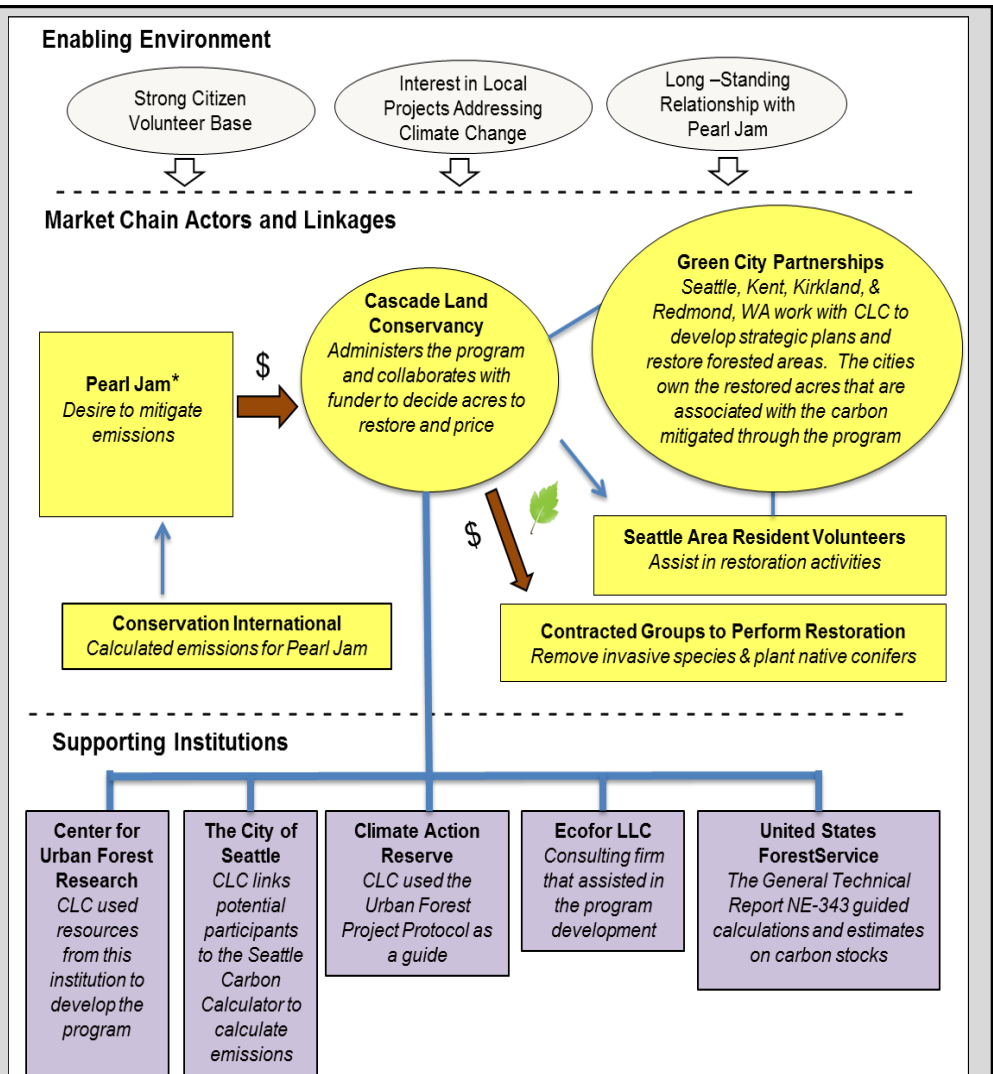 Enabling Environment
Strong Citizen
Volunteer Base
Interest in Local
Projects Addressing
Climate Change
Long –Standing
Relationship with
Pearl Jam
Market Chain Actors and Linkages
Green City Partnerships
Seattle, Kent, Kirkland, &
Redmond, WA work with CLC to
develop strategic plans and
restore forested areas.  The cities
own the restored acres that are
associated with the carbon
mitigated through the program
Cascade Land
Conservancy
Administers the program
and collaborates with
funder to decide acres to
restore and price
$
Pearl Jam*
Desire to mitigate
emissions
$
Seattle Area Resident Volunteers
Assist in restoration activities
Conservation International
Calculated emissions for Pearl Jam
Contracted Groups to Perform Restoration
Remove invasive species & plant native conifers
Supporting Institutions
Center for
Urban Forest
Research
CLC used
resources
from this
institution to
develop the
program
The City of
Seattle
CLC links
potential
participants
to the Seattle
Carbon
Calculator to
calculate
emissions
Climate Action
Reserve
CLC used the
Urban Forest
Project Protocol as
a guide
Ecofor LLC
Consulting firm
that assisted in
the program
development
United States
ForestService
The General Technical
Report NE-343 guided
calculations and estimates
on carbon stocks